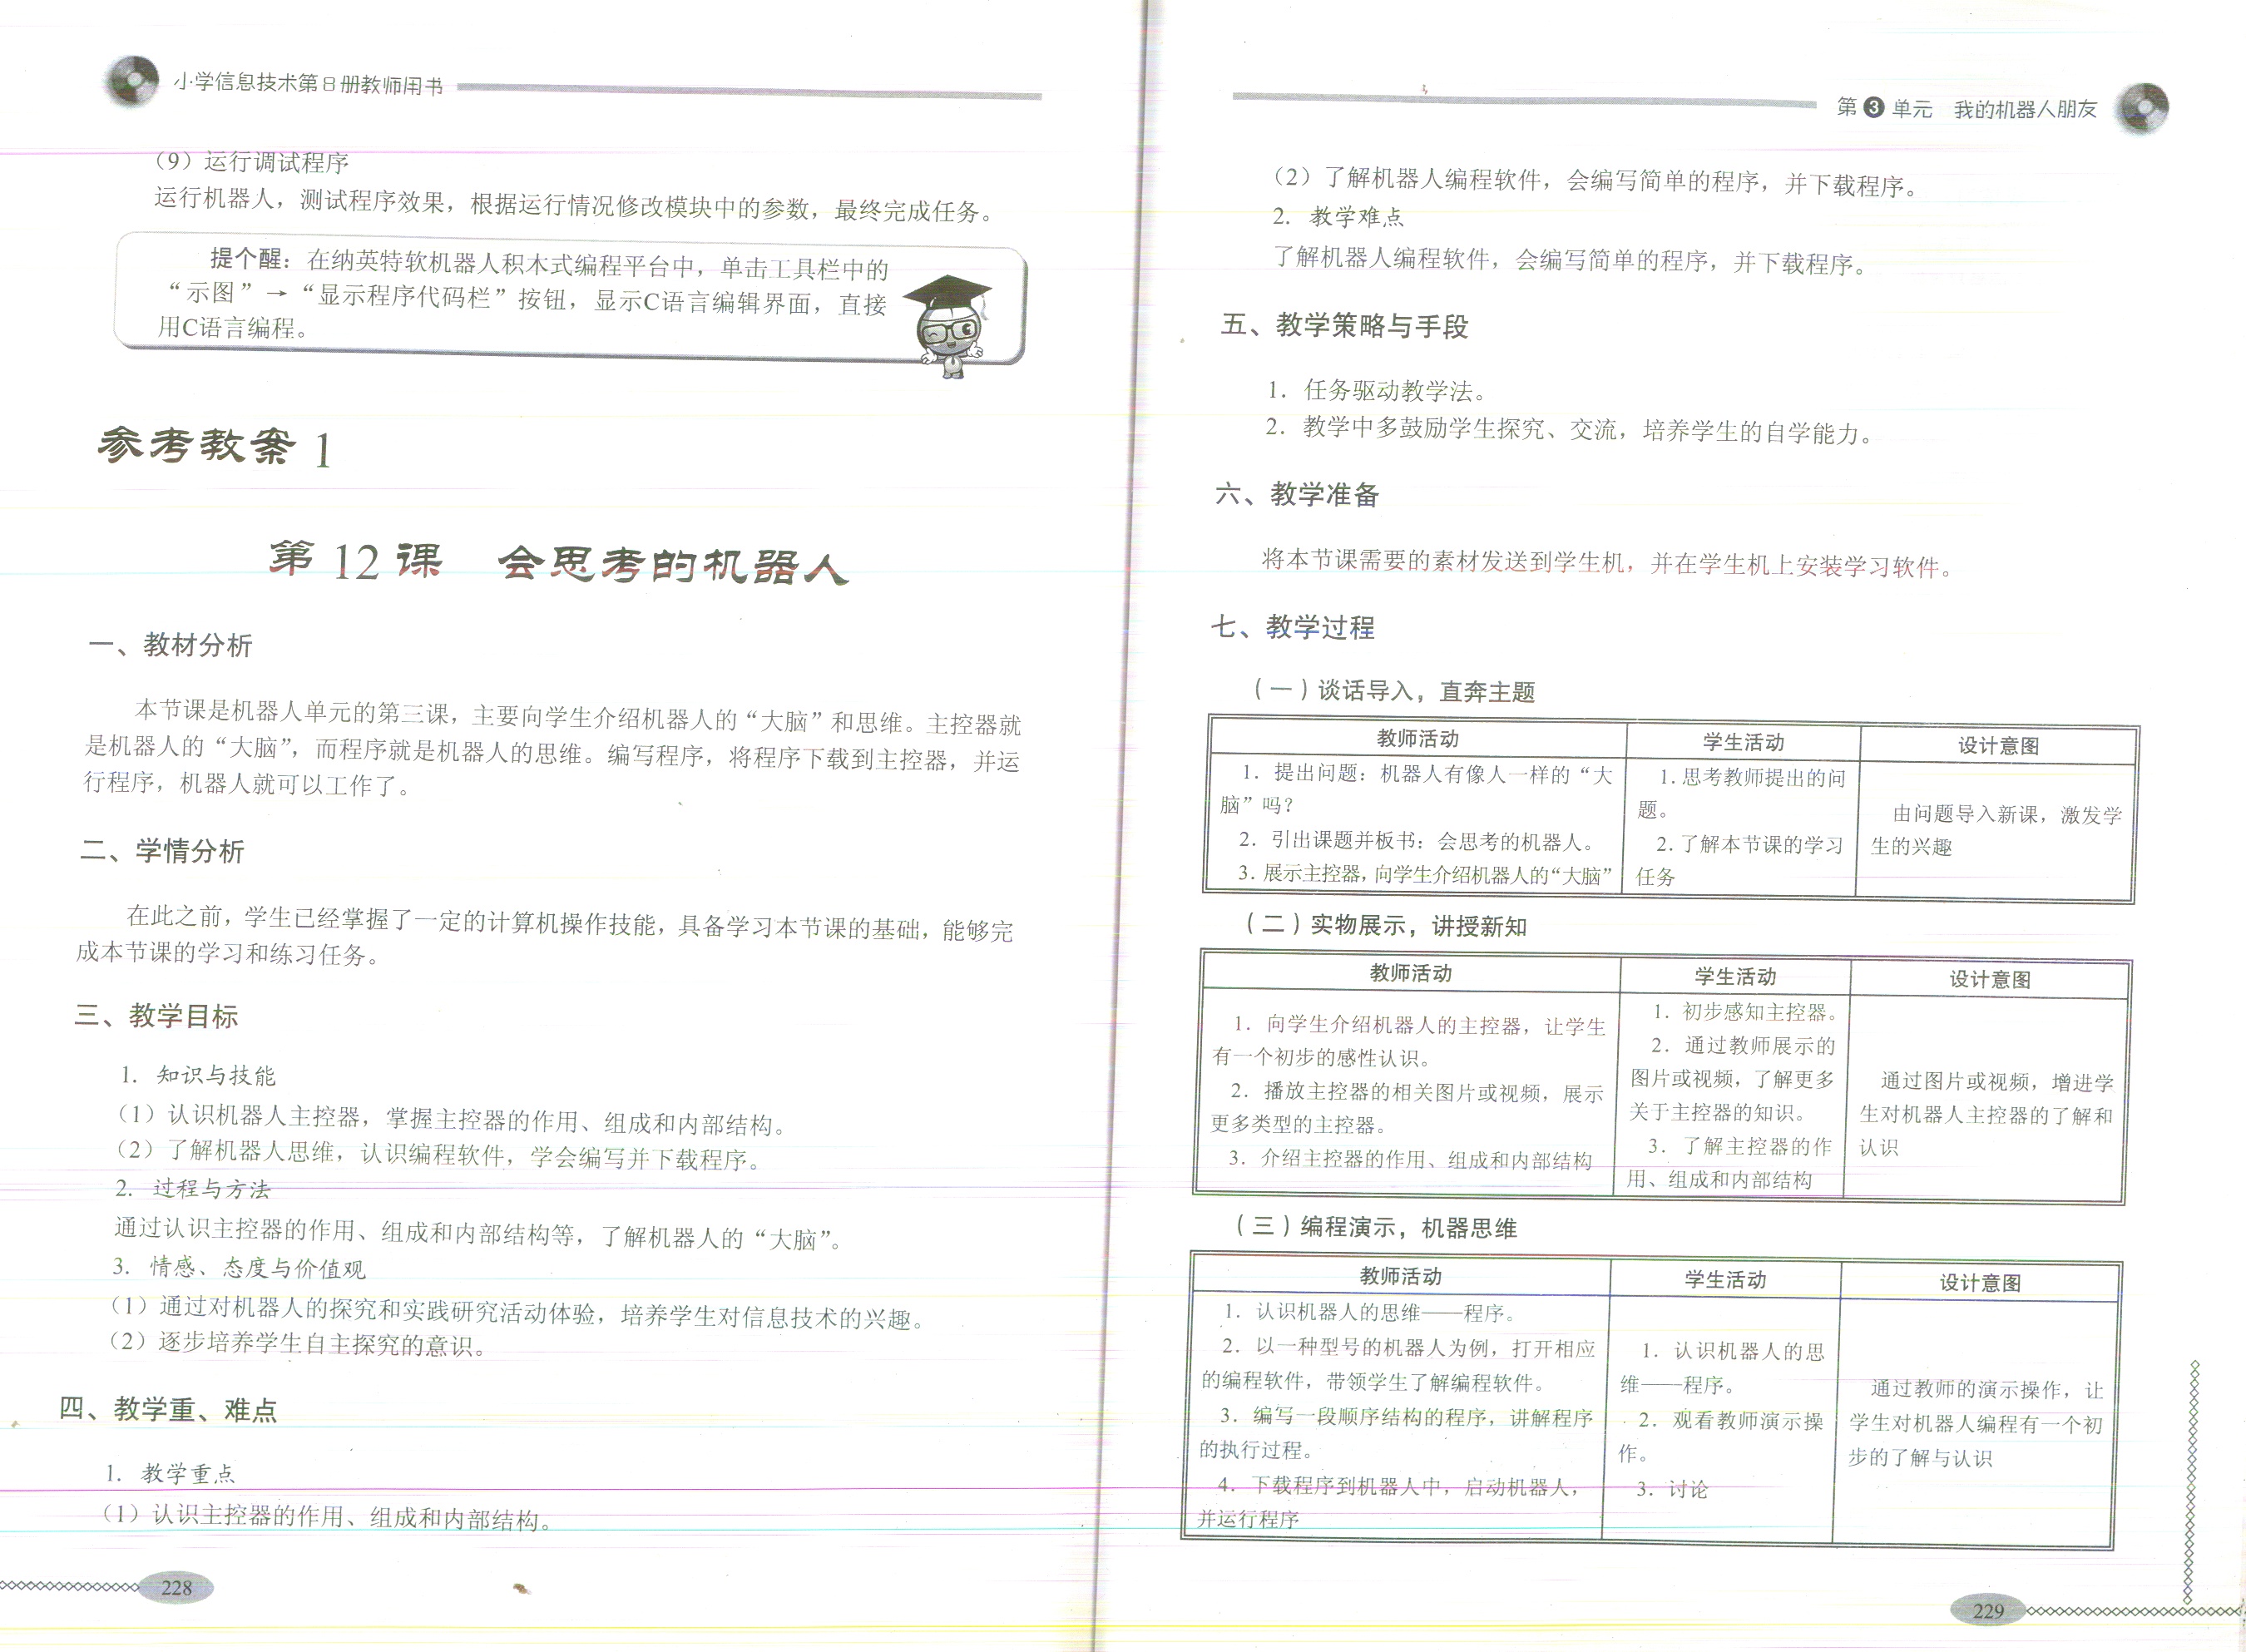 小学信息技术第8册教师用书
（9）运行调试程序
运行机器人，测试程序效果，根据运行情况修改模块中的参数，最终完成任务。
提个醒：在纳英特软机器人积木式编程平台中，单击工具栏中的
“示图”→“显示程序代码栏”按钮，显示C语言编辑界面，直接
用C语言编程。
参考教案 1
第 12 课 会思考的机器人
一、教材分析
本节课是机器人单元的第三课，主要向学生介绍机器人的“大脑”和思维。主控器就
是机器人的“大脑”，而程序就是机器人的思维。编写程序，将程序下载到主控器，并运
行程序，机器人就可以工作了。
二、学情分析
在此之前，学生已经掌握了一定的计算机操作技能，具备学习本节课的基础，能够完
成本节课的学习和练习任务。
三、教学目标
1. 知识与技能
（1）认识机器人主控器，掌握主控器的作用、组成和内部结构。
（2）了解机器人思维，认识编程软件，学会编写并下载程序。
2. 过程与方法
通过认识主控器的作用、组成和内部结构等，了解机器人的“大脑”。
3. 情感、态度与价值观
（1）通过对机器人的探究和实践研究活动体验，培养学生对信息技术的兴趣。
（2）逐步培养学生自主探究的意识。
四、教学重、难点
1. 教学重点
（1）认识主控器的作用、组成和内部结构。
228
第3单元 我的机器人朋友
（2）了解机器人编程软件，会编写简单的程序，并下载程序。
2. 教学难点
了解机器人编程软件，会编写简单的程序，并下载程序。
五、教学策略与手段
1. 任务驱动教学法。
2. 教学中多鼓励学生探究、交流，培养学生的自学能力。
六、教学准备
将本节课需要的素材发送到学生机，并在学生机上安装学习软件。
七、教学过程
（一）谈话导入，直奔主题
教师活动
学生活动
设计意图
1. 提出问题：机器人有像人一样的“大
脑”吗？
2. 引出课题并板书：会思考的机器人。
3. 展示主控器，向学生介绍机器人的“大脑”
1. 思考教师提出的问
题。
2. 了解本节课的学习
任务
由问题导入新课，激发学
生的兴趣
（二）实物展示，讲授新知
教师活动
学生活动
设计意图
1. 向学生介绍机器人的主控器，让学生
有一个初步的感性认识。
2. 播放主控器的相关图片或视频，展示
更多类型的主控器。
3. 介绍主控器的作用、组成和内部结构
1. 初步感知主控器。
2. 通过教师展示的
图片或视频，了解更多
关于主控器的知识。
3. 了解主控器的作
用、组成和内部结构
通过图片或视频，增进学
生对机器人主控器的了解和
认识
（三）编程演示，机器思维
教师活动
学生活动
设计意图
1. 认识机器人的思维——程序。
2. 以一种型号的机器人为例，打开相应
的编程软件，带领学生了解编程软件。
3. 编写一段顺序结构的程序，讲解程序
的执行过程。
4. 下载程序到机器人中，启动机器人，
并运行程序
1. 认识机器人的思
维——程序。
2. 观看教师演示操
作。
3. 讨论
通过教师的演示操作，让
学生对机器人编程有一个初
步的了解与认识
229